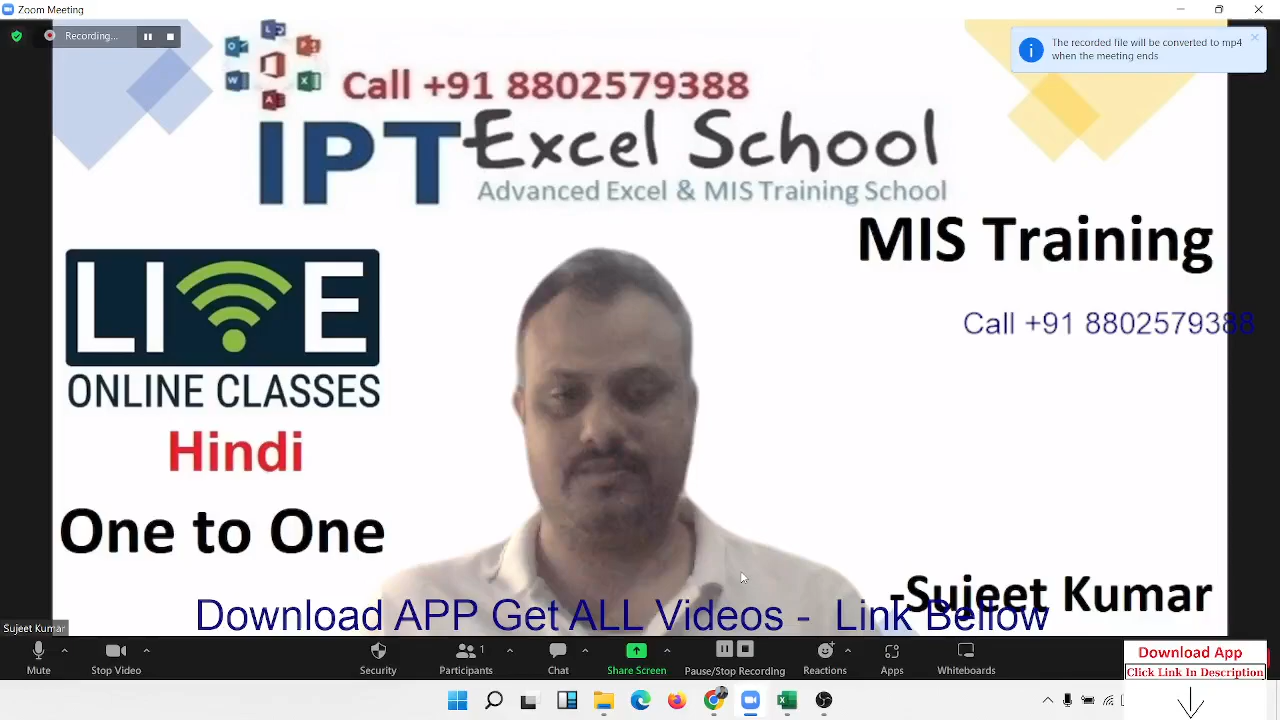 Zoom Meeting
Recording...
The recorded file will be converted to mp4
when the meeting ends
Call +91 8802579388
IPT Excel School
Advanced Excel & MIS Training School
MIS Training
Call +91 8802579388
LIVE
ONLINE CLASSES
Hindi
One to One
-Sujeet Kumar
Download APP Get ALL Videos - Link Bellow
Sujeet Kumar
Mute
Stop Video
Security
Participants
1
Chat
Share Screen
Pause/Stop Recording
Reactions
Apps
Whiteboards
Download App
Click Link In Description